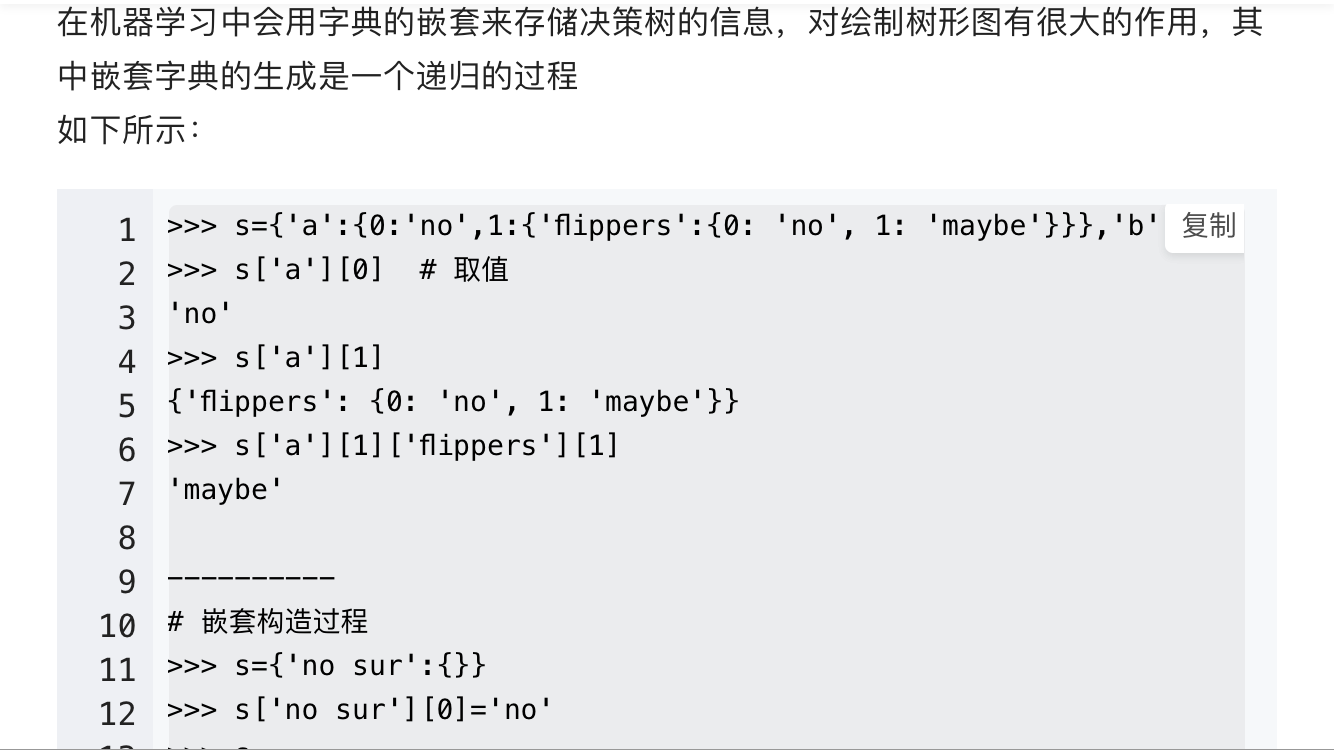 在机器学习中会用字典的嵌套来存储决策树的信息，对绘制树形图有很大的作用，其
中嵌套字典的生成是一个递归的过程
如下所示：
复制
1 >>> s={'a':{0:'no',1:{'flippers':{0: 'no', 1: 'maybe'}}},'b'
2 >>> s['a'][0]  # 取值
3 'no'
4 >>> s['a'][1]
5 {'flippers': {0: 'no', 1: 'maybe'}}
6 >>> s['a'][1]['flippers'][1]
7 'maybe'
8
9 ----------
10 # 嵌套构造过程
11 >>> s={'no sur':{}}
12 >>> s['no sur'][0]='no'